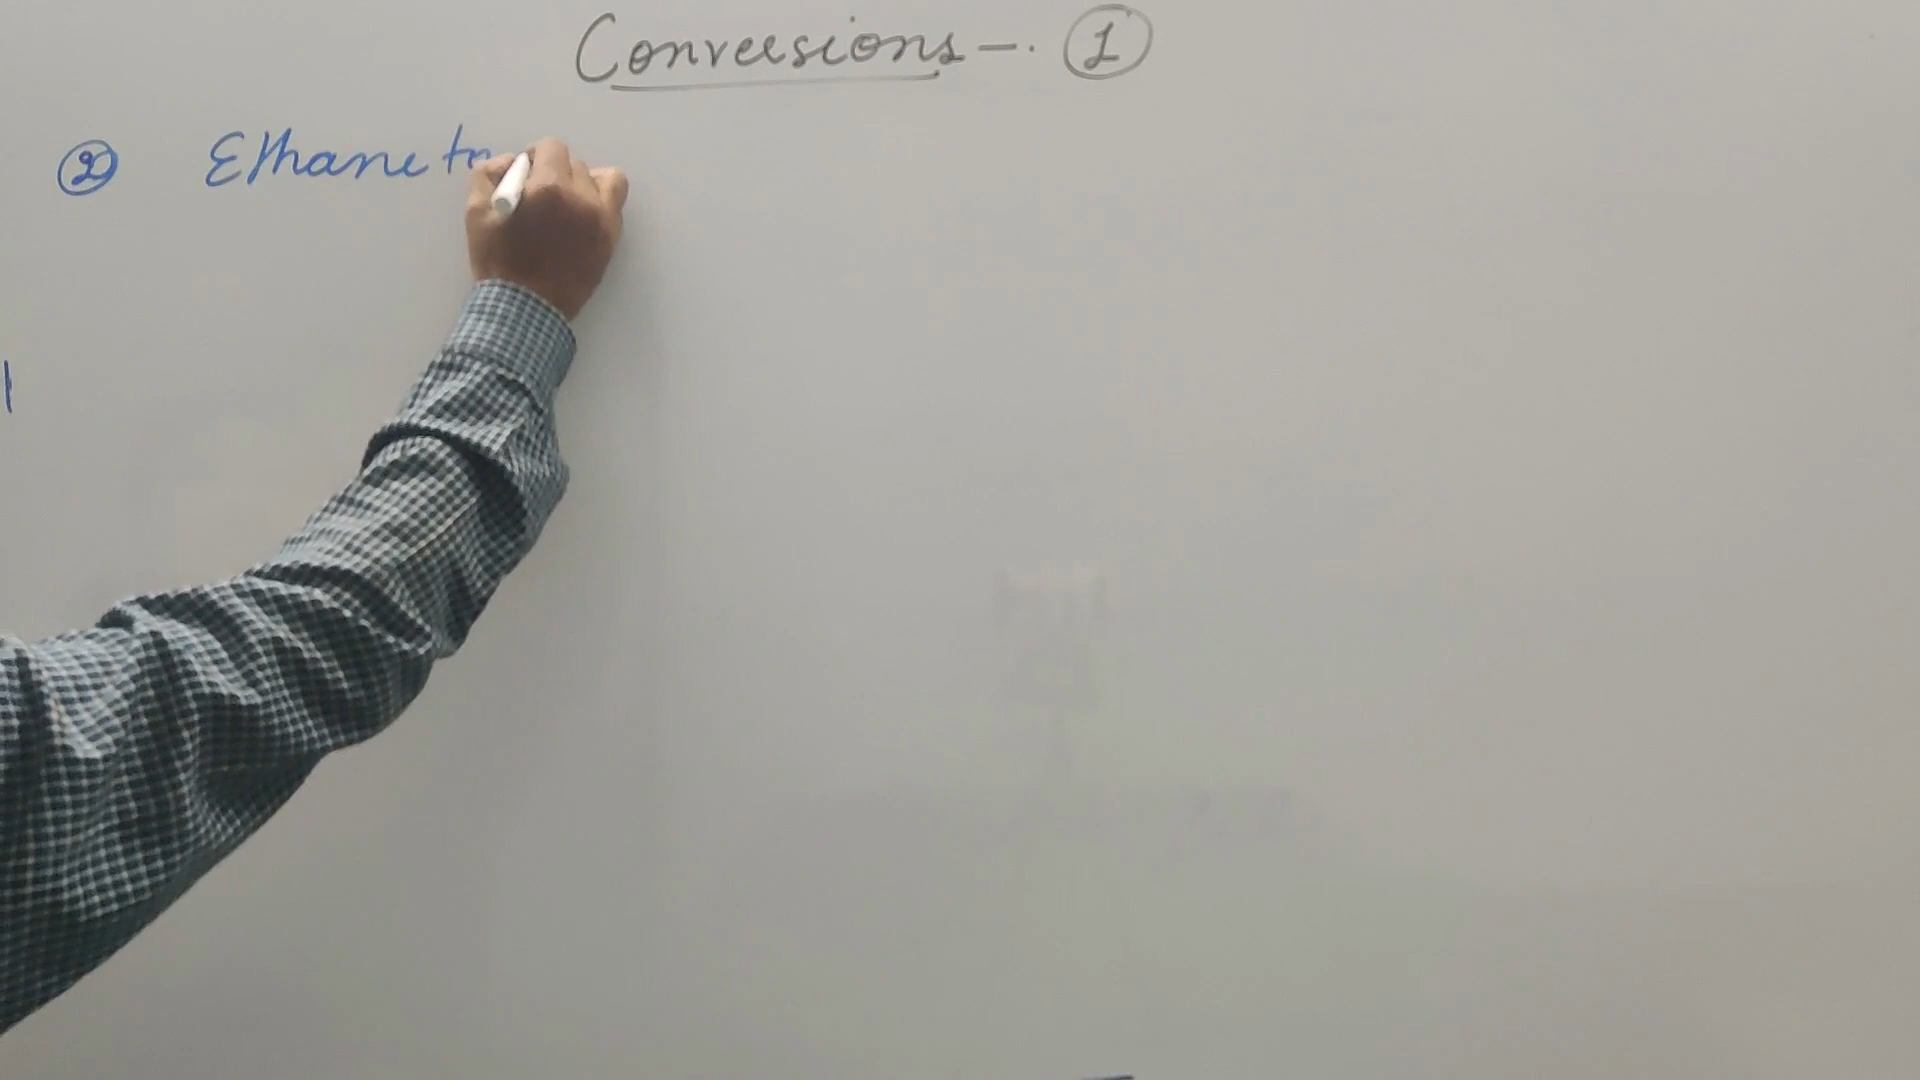 Conversions - . ①
② Ethane to